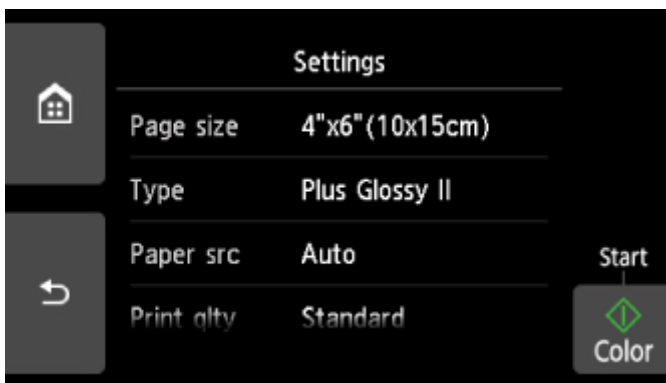 Settings
Page size 4"x6"(10x15cm)
Type Plus Glossy II
Paper src Auto
Print qlty Standard
Start
Color